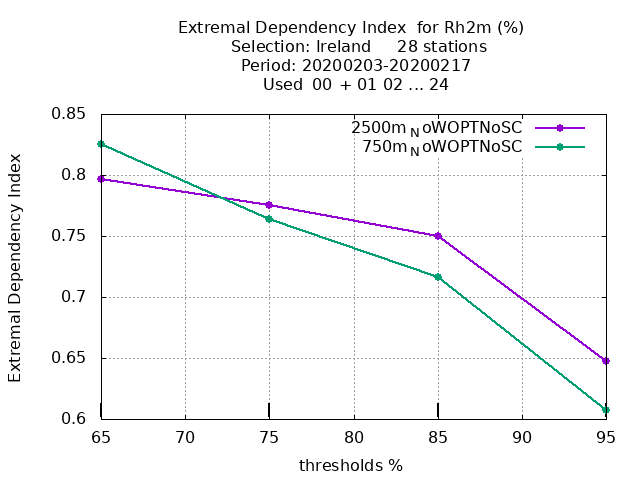 Extremal Dependency Index  for Rh2m (%)
Selection: Ireland     28 stations
Period: 20200203-20200217
Used  00 + 01 02 ... 24
2500m NoWOPTNoSC
750m NoWOPTNoSC
0.85
0.8
0.75
0.7
0.65
0.6
Extremal Dependency Index
65 70 75 80 85 90 95
thresholds %